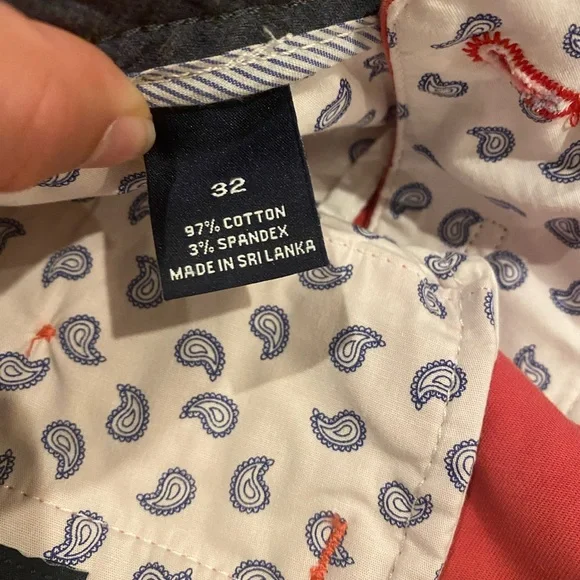 32
97% COTTON
3% SPANDEX
MADE IN SRI LANKA